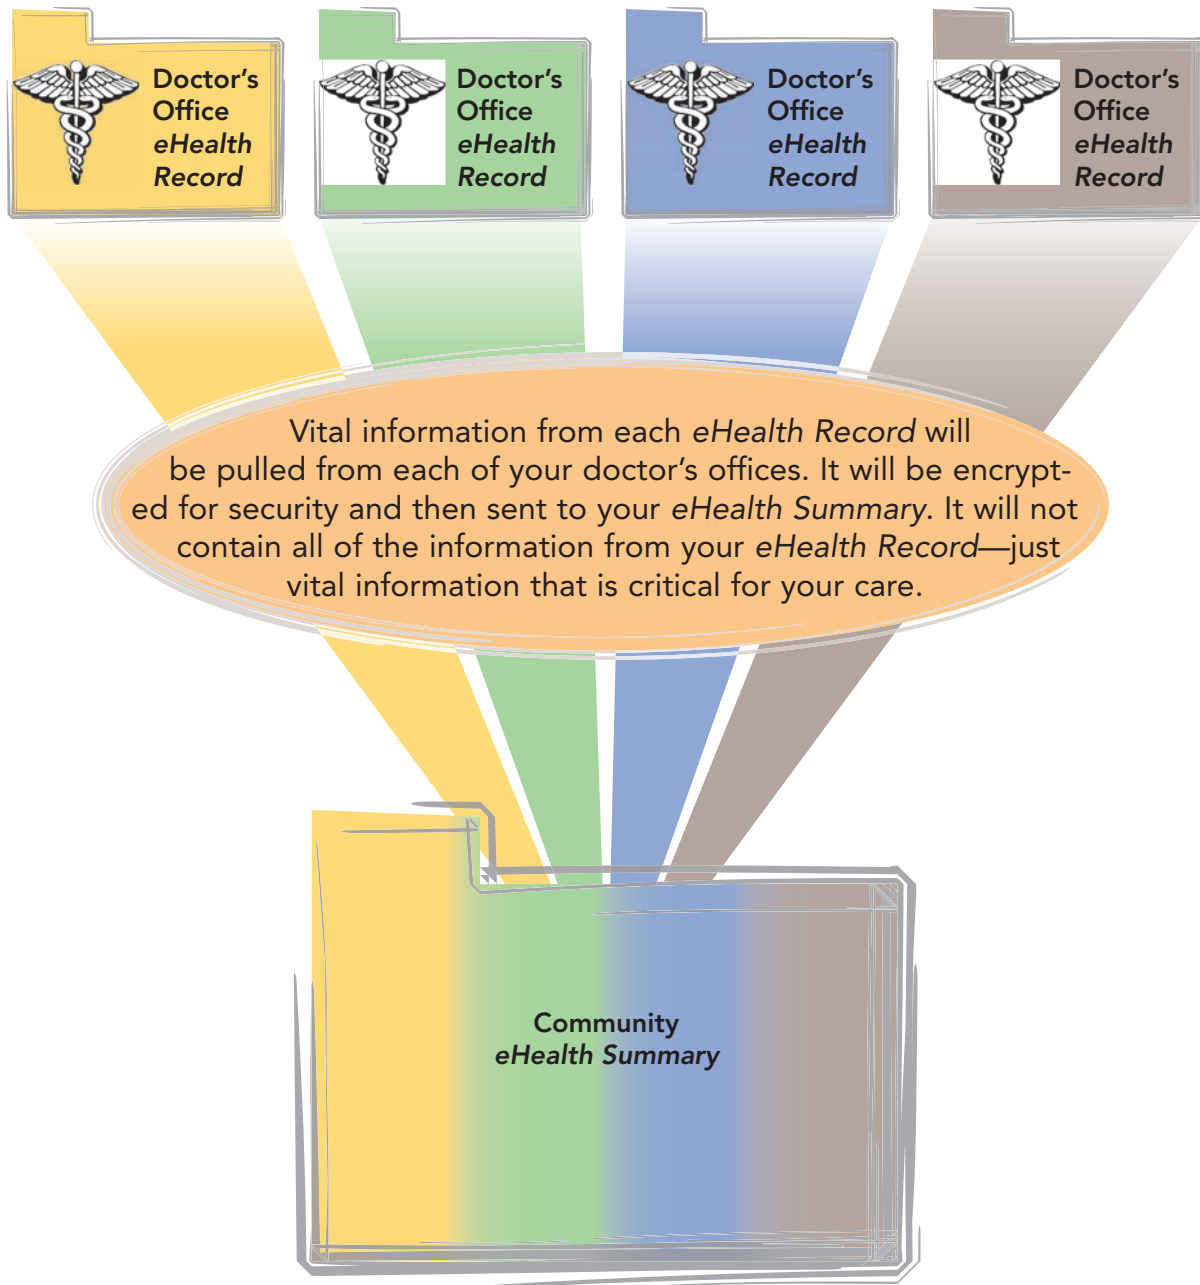 Doctor's
Office
eHealth
Record
Doctor's
Office
eHealth
Record
Doctor's
Office
eHealth
Record
Doctor's
Office
eHealth
Record
Vital information from each eHealth Record will
be pulled from each of your doctor's offices. It will be encrypt-
ed for security and then sent to your eHealth Summary. It will not
contain all of the information from your eHealth Record—just
vital information that is critical for your care.
Community
eHealth Summary